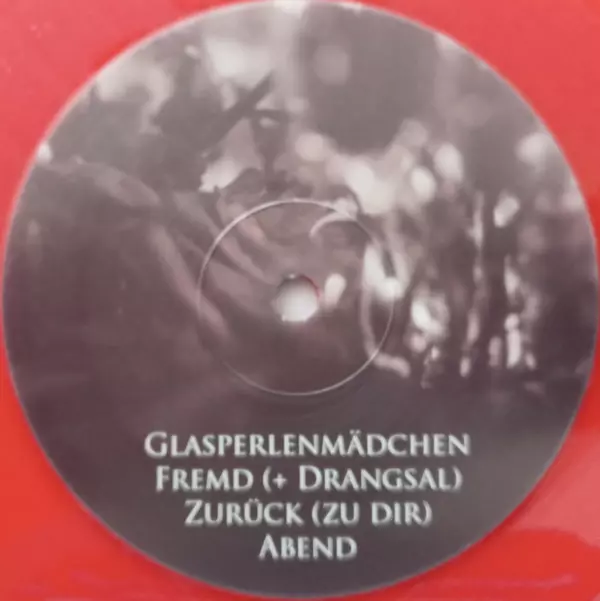 Glasperlenmädchen
Fremd (+ Drangsal)
Zurück (zu dir)
Abend